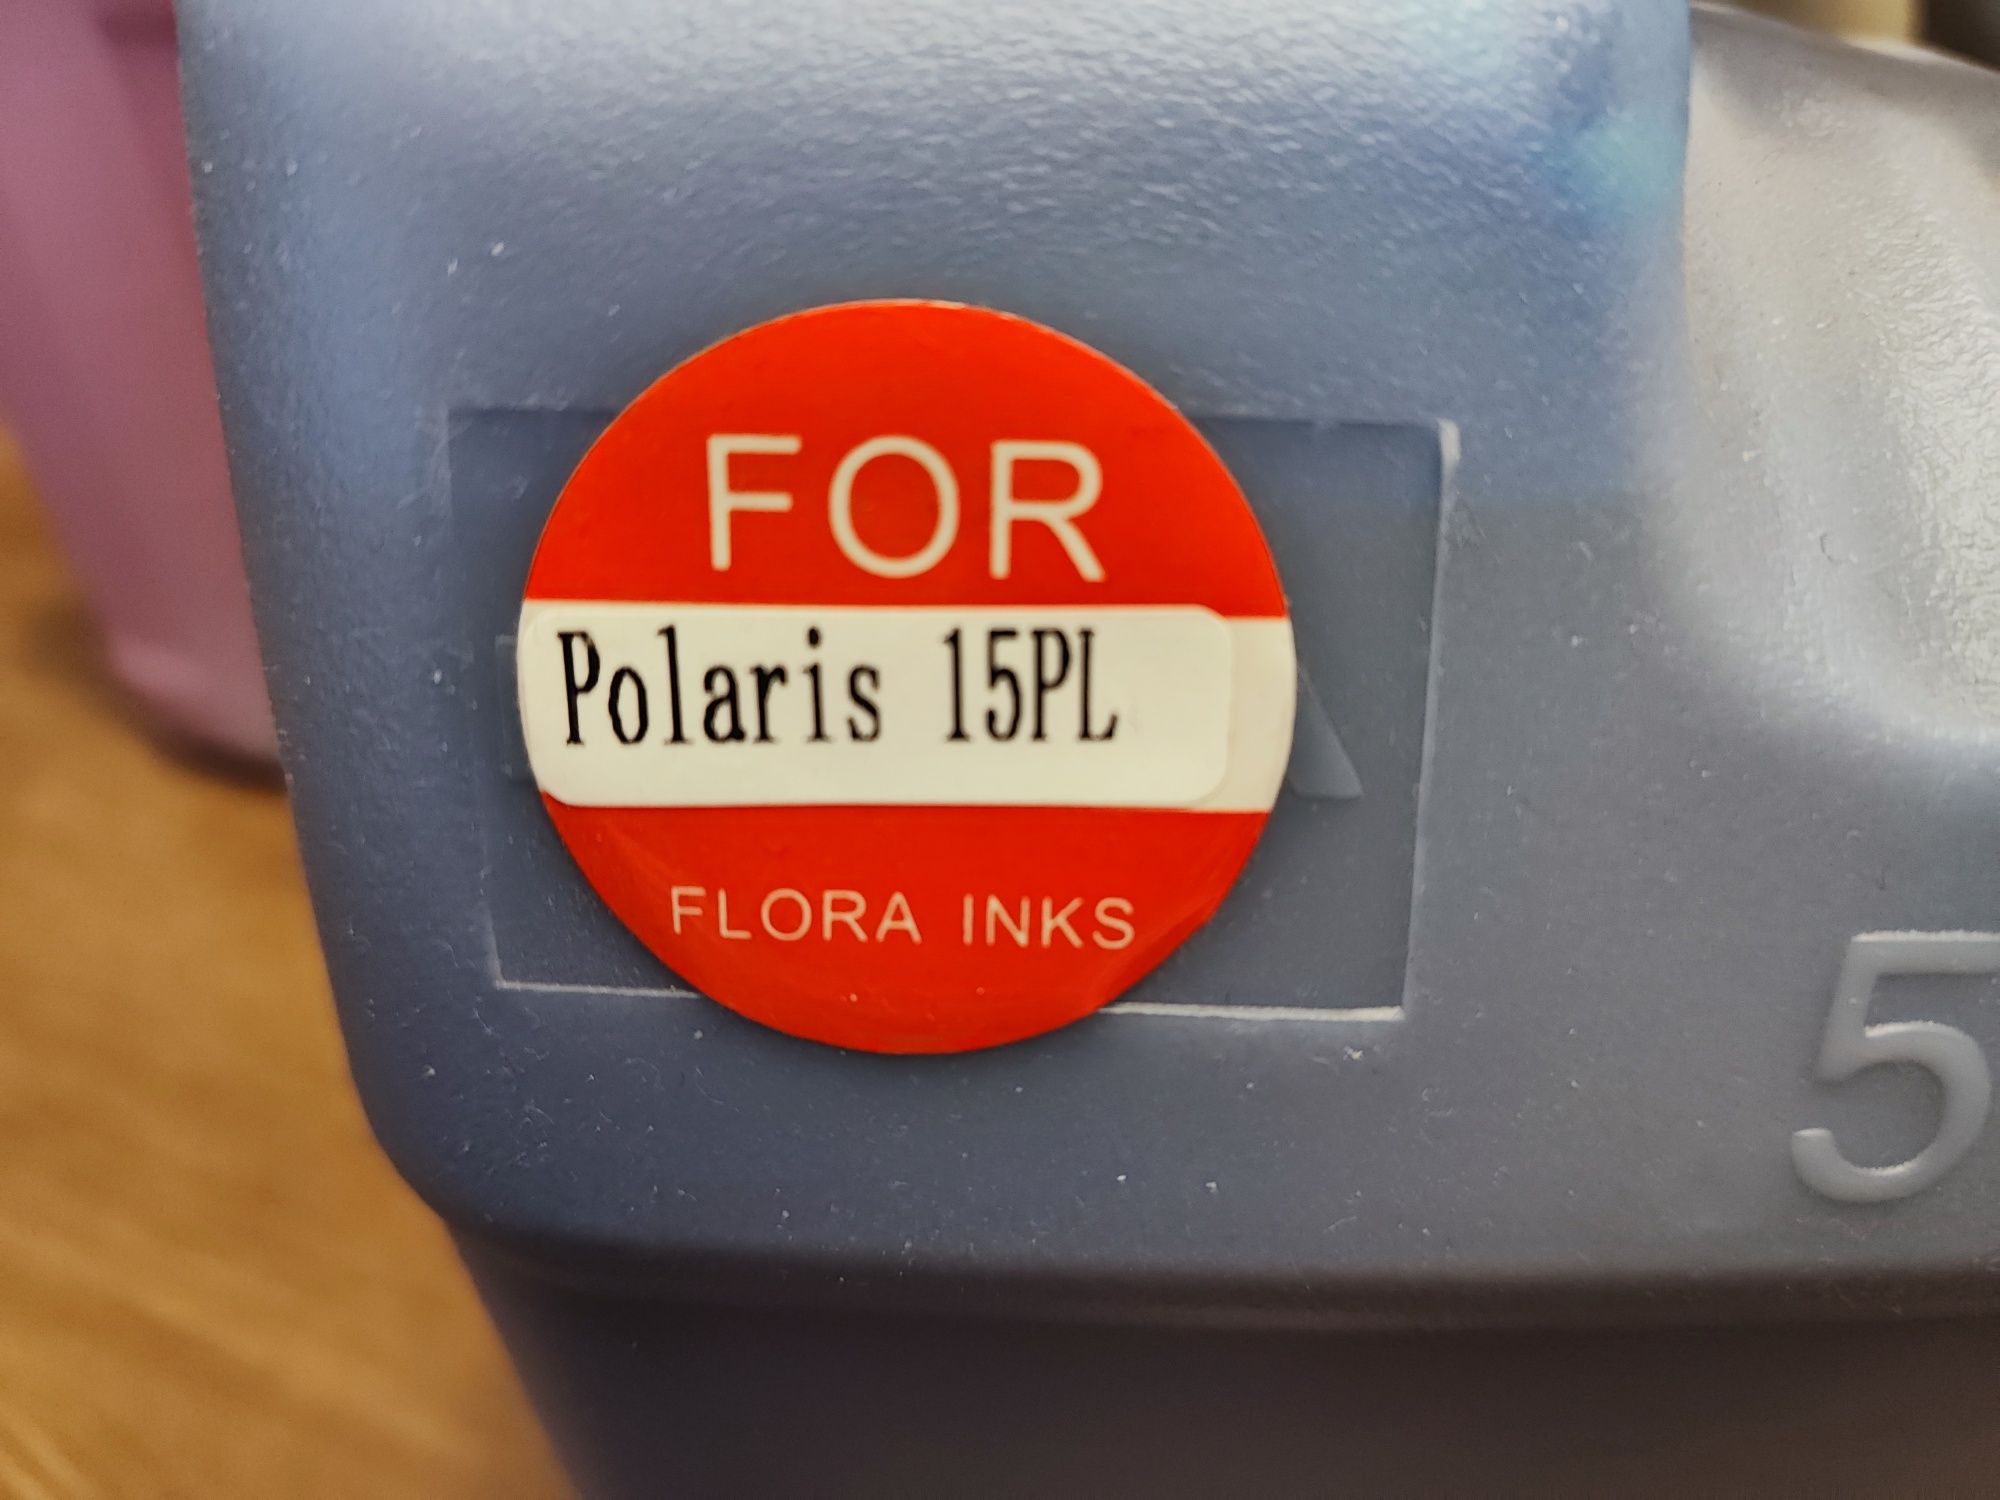 FOR
Polaris 15PL
FLORA INKS
5